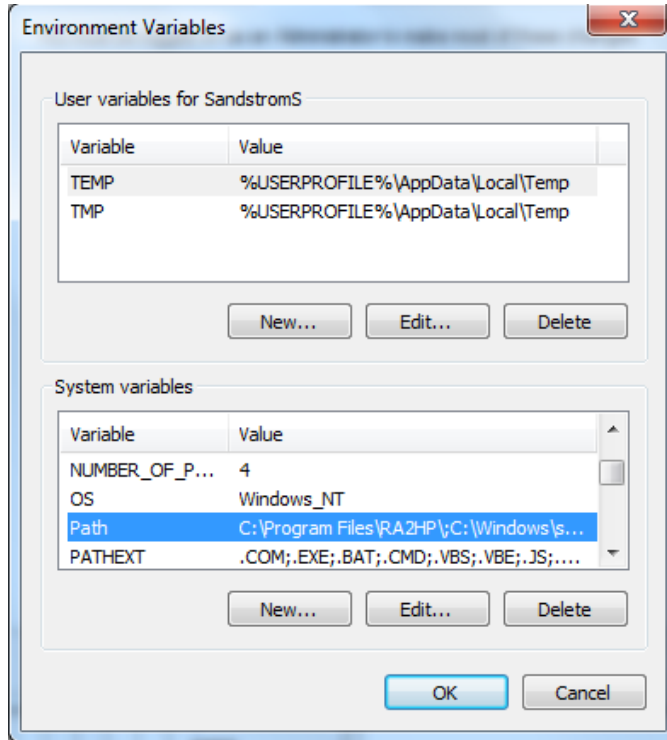 Environment Variables
User variables for SandstromS
Variable Value
TEMP %USERPROFILE%\AppData\Local\Temp
TMP %USERPROFILE%\AppData\Local\Temp
New... Edit... Delete
System variables
Variable Value
NUMBER_OF_P... 4
OS Windows_NT
Path C:\Program Files\RA2HP\;C:\Windows\s...
PATHEXT .COM;.EXE;.BAT;.CMD;.VBS;.VBE;.JS;....
New... Edit... Delete
OK Cancel